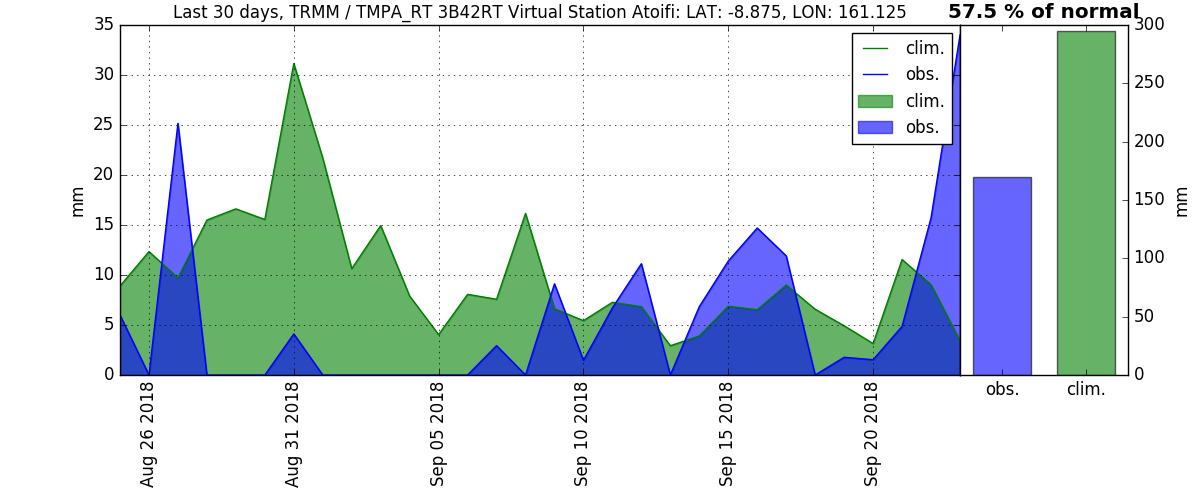 Last 30 days, TRMM / TMPA_RT 3B42RT Virtual Station Atoifi: LAT: -8.875, LON: 161.125
57.5 % of normal
35
30
25
20
15
10
5
0
mm
clim.
obs.
clim.
obs.
300
250
200
150
100
50
0
mm
Aug 26 2018
Aug 31 2018
Sep 05 2018
Sep 10 2018
Sep 15 2018
Sep 20 2018
obs.
clim.